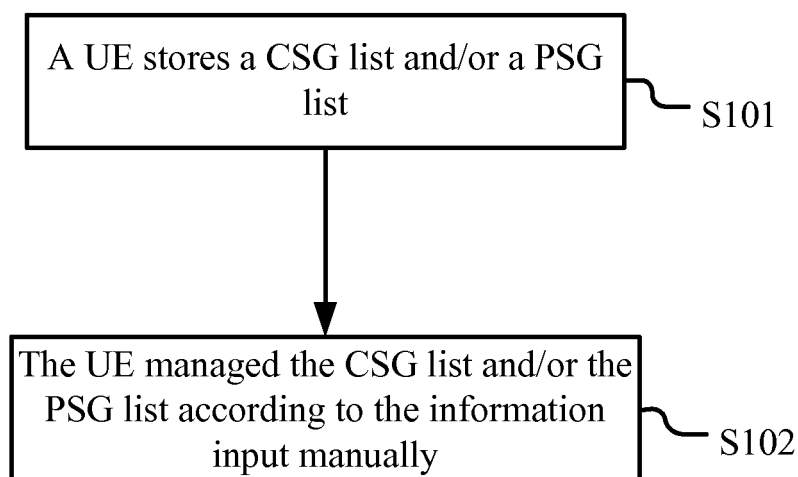 A UE stores a CSG list and/or a PSG
list
S101
The UE managed the CSG list and/or the
PSG list according to the information
input manually
S102